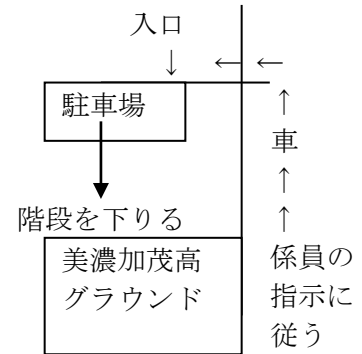 入口
↓ ← ←
駐車場
↑
車
↑
階段を下りる ↑
美濃加茂高
グラウンド
係員の
指示に
従う